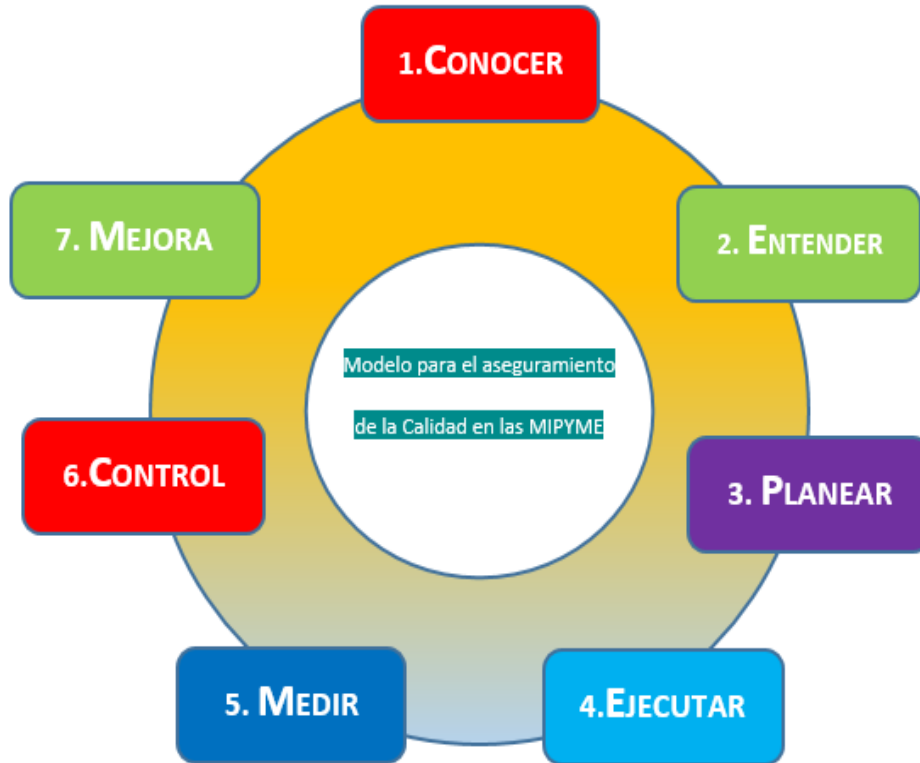 1.CONOCER
2. ENTENDER
3. PLANEAR
4.EJECUTAR
5. MEDIR
6.CONTROL
7. MEJORA
Modelo para el aseguramiento
de la Calidad en las MIPYME